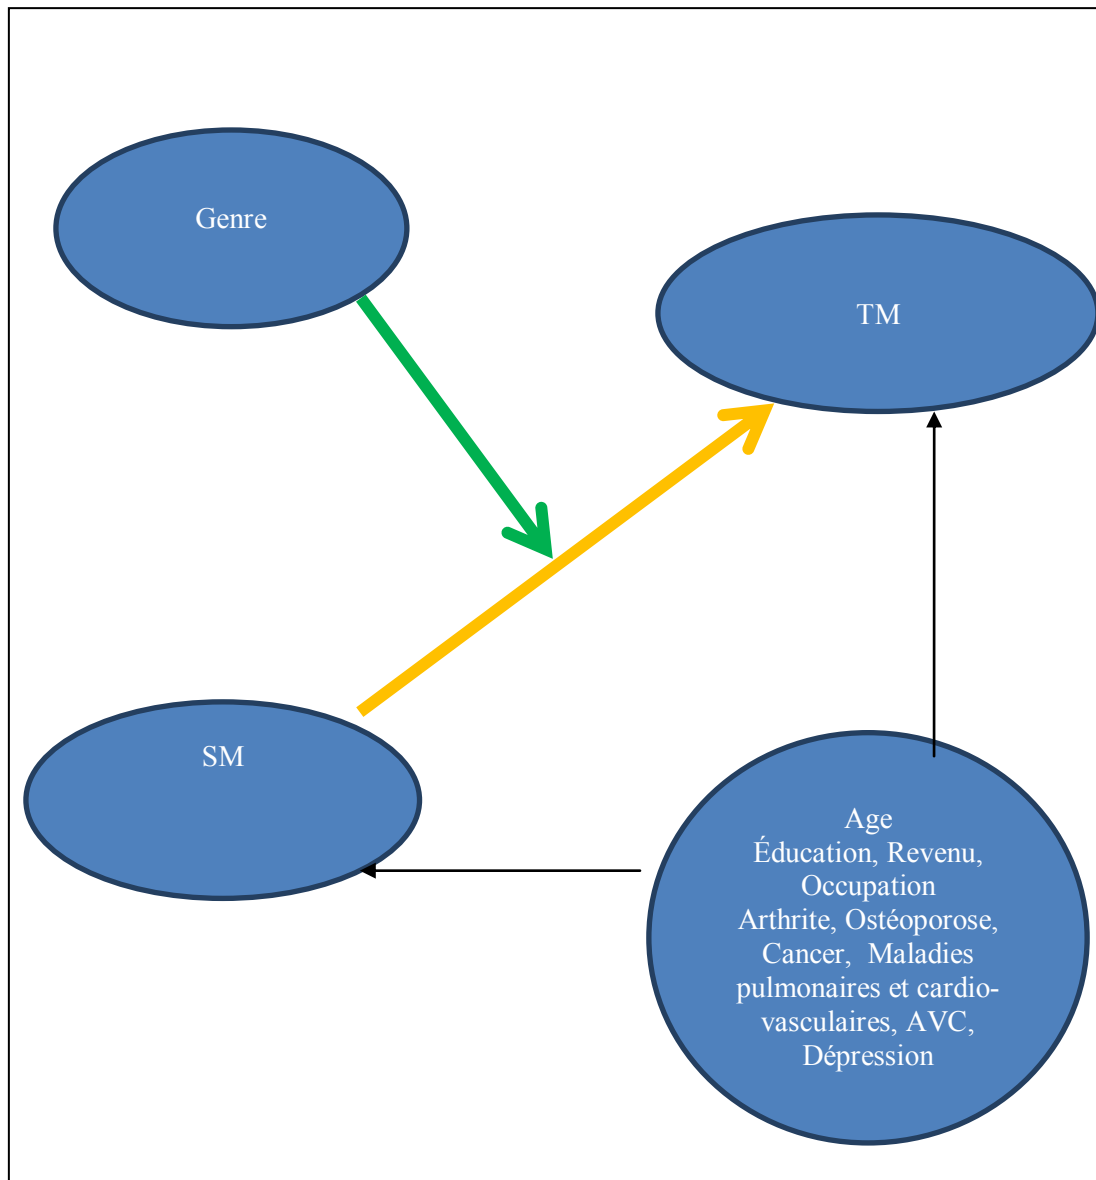 Genre
TM
SM
Age
Éducation, Revenu,
Occupation
Arthrite, Ostéoporose,
Cancer,  Maladies
pulmonaires et cardio-
vasculaires, AVC,
Dépression